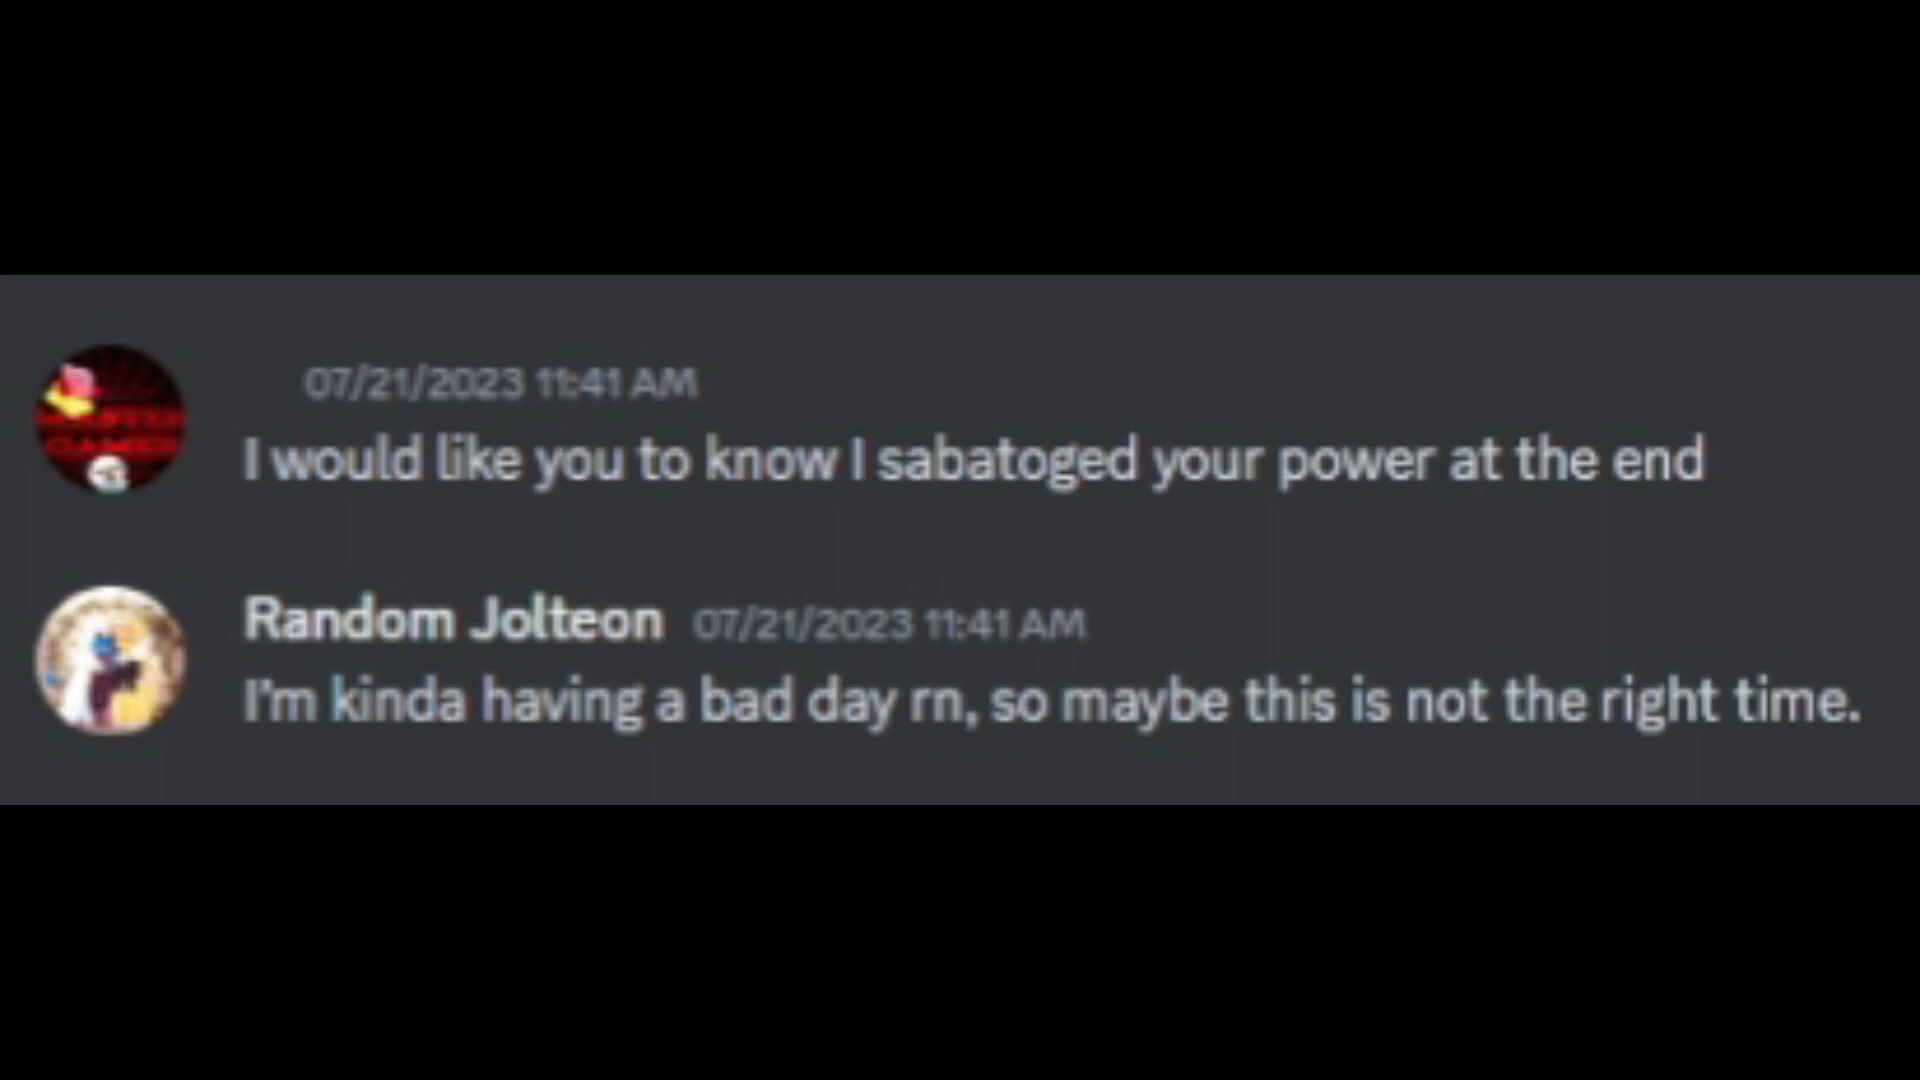 07/21/2023 11:41 AM
I would like you to know I sabatoged your power at the end
Random Jolteon 07/21/2023 11:41 AM
I'm kinda having a bad day rn, so maybe this is not the right time.